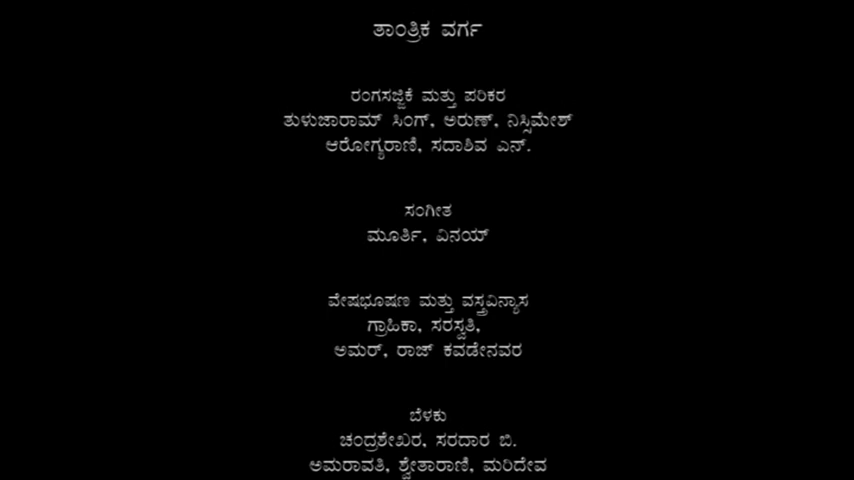 ತಾಂತ್ರಿಕ ವರ್ಗ
ರಂಗಸಜ್ಜಿಕೆ ಮತ್ತು ಪರಿಕರ
ತುಳುಜಾರಾಮ್ ಸಿಂಗ್, ಅರುಣ್, ನಿಸ್ಸಿಮೇಶ್
ಆರೋಗ್ಯರಾಣಿ, ಸದಾಶಿವ ಎನ್.
ಸಂಗೀತ
ಮೂರ್ತಿ, ವಿನಯ್
ವೇಷಭೂಷಣ ಮತ್ತು ವಸ್ತ್ರವಿನ್ಯಾಸ
ಗ್ರಾಹಿಕಾ, ಸರಸ್ವತಿ,
ಅಮರ್, ರಾಜ್ ಕವಡೇನವರ
ಬೆಳಕು
ಚಂದ್ರಶೇಖರ, ಸರದಾರ ಬಿ.
ಅಮರಾವತಿ, ಶ್ವೇತಾರಾಣಿ, ಮರಿದೇವ